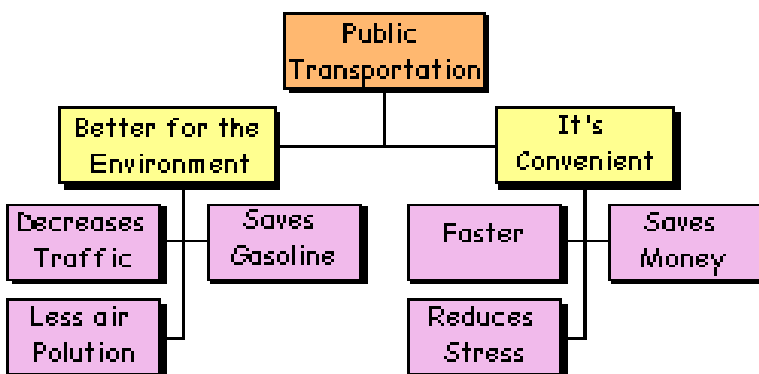 Public
Transportation
Better for the
Environment
It's
Convenient
Decreases
Traffic
Saves
Gasoline
Faster
Saves
Money
Less air
Polution
Reduces
Stress